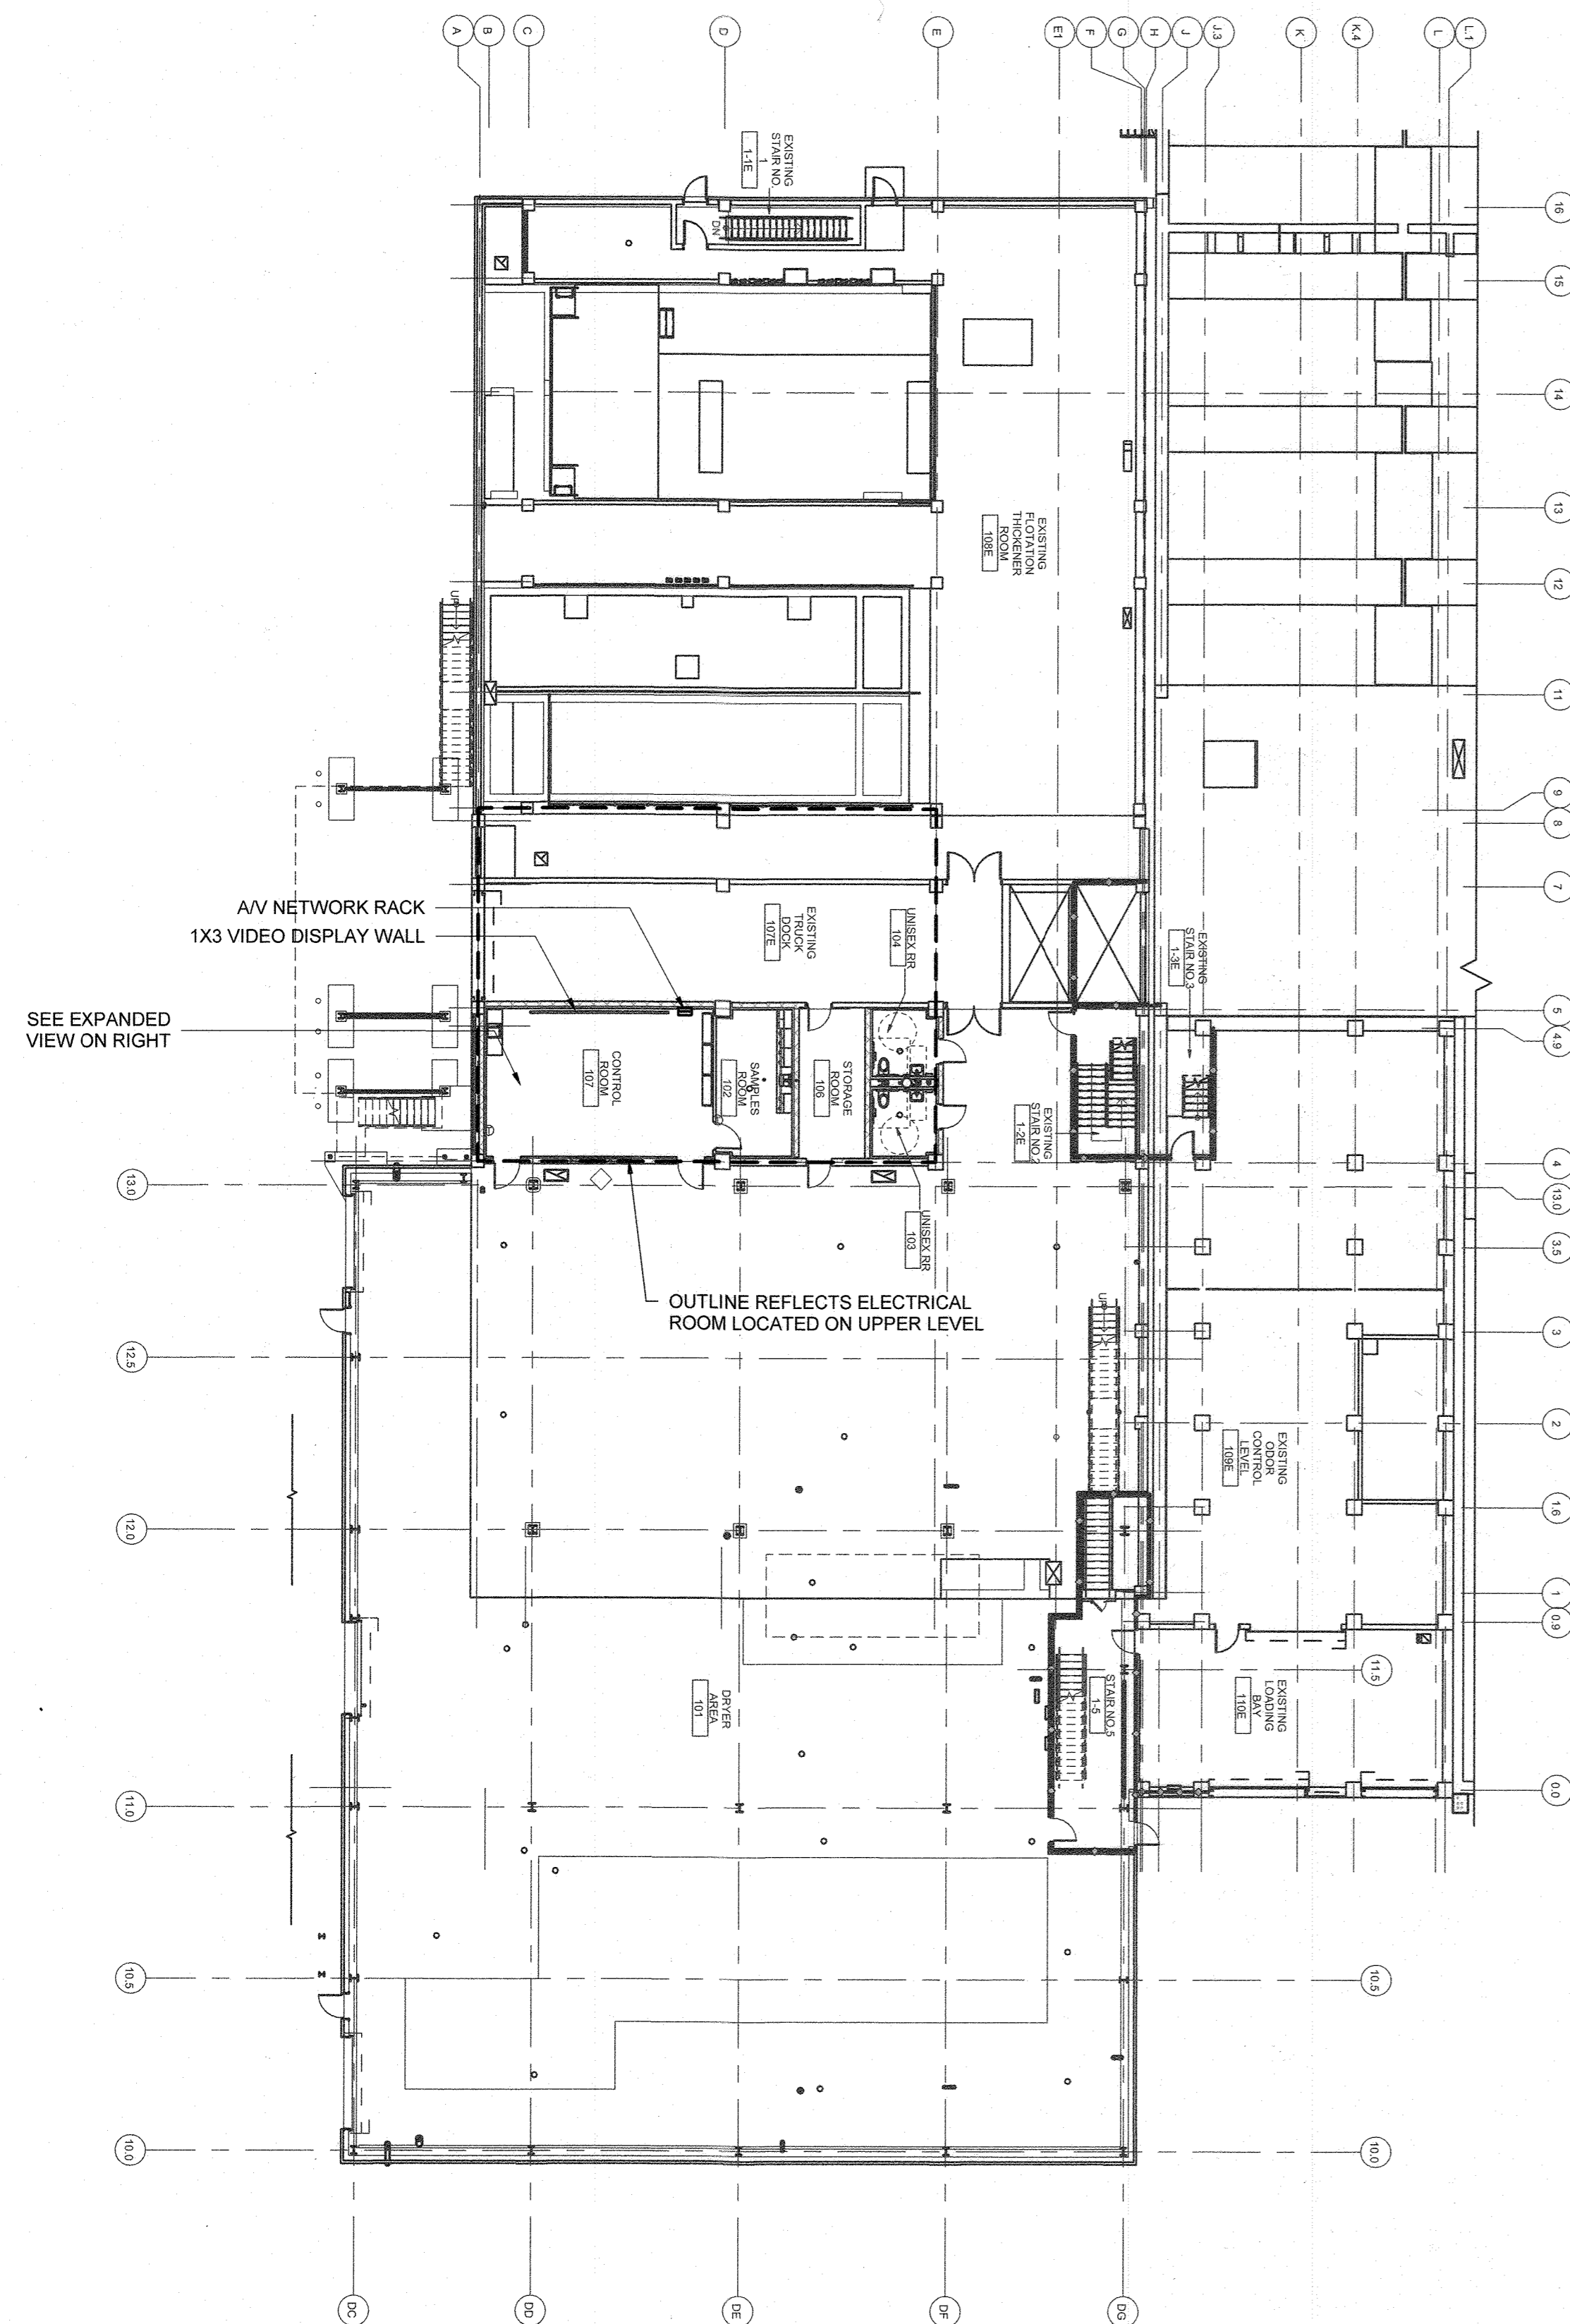 A
B
C
D
E
E1
F
G
H
J
J.3
K
K.4
L
L.1
16
15
14
13
12
11
9
8
7
5
4.9
4
13.0
3.5
3
2
1.6
1
0.9
11.5
0.0
10.5
10.0
EXISTING
STAIR NO.
1
1-1E
DN
EXISTING
FLOTATION
THICKENER
ROOM
108E
UP
A/V NETWORK RACK
1X3 VIDEO DISPLAY WALL
SEE EXPANDED
VIEW ON RIGHT
EXISTING
TRUCK
DOCK
107E
UNISEX RR
104
EXISTING
STAIR NO.3
1-3E
CONTROL
ROOM
107
SAMPLES
ROOM
102
STORAGE
ROOM
106
EXISTING
STAIR NO.2
1-2E
UNISEX RR
103
OUTLINE REFLECTS ELECTRICAL
ROOM LOCATED ON UPPER LEVEL
UP
EXISTING
ODOR
CONTROL
LEVEL
109E
DRYER
AREA
101
STAIR NO.5
1-5
EXISTING
LOADING
BAY
110E
13.0
12.5
12.0
11.0
10.5
10.0
DC
DD
DE
DF
DG